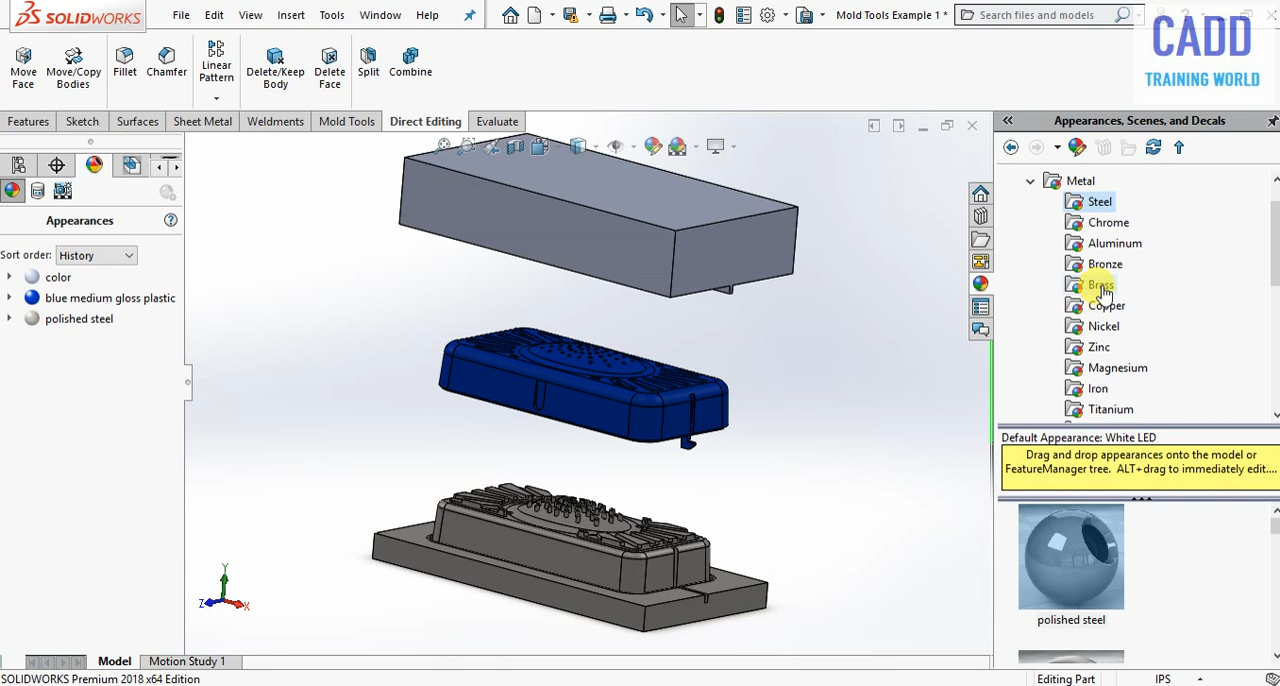 SOLIDWORKS
File Edit View Insert Tools Window Help
Mold Tools Example 1 *
Search files and models
CADD
TRAINING WORLD
Move Face
Move/Copy Bodies
Fillet
Chamfer
Linear Pattern
Delete/Keep Body
Delete Face
Split
Combine
Features Sketch Surfaces Sheet Metal Weldments Mold Tools Direct Editing Evaluate
Appearances, Scenes, and Decals
Appearances
Sort order: History
color
blue medium gloss plastic
polished steel
Metal
Steel
Chrome
Aluminum
Bronze
Brass
Copper
Nickel
Zinc
Magnesium
Iron
Titanium
Default Appearance: White LED
Drag and drop appearances onto the model or
FeatureManager tree. ALT+drag to immediately edit....
polished steel
Y
Z
X
Model Motion Study 1
SOLIDWORKS Premium 2018 x64 Edition
Editing Part
IPS